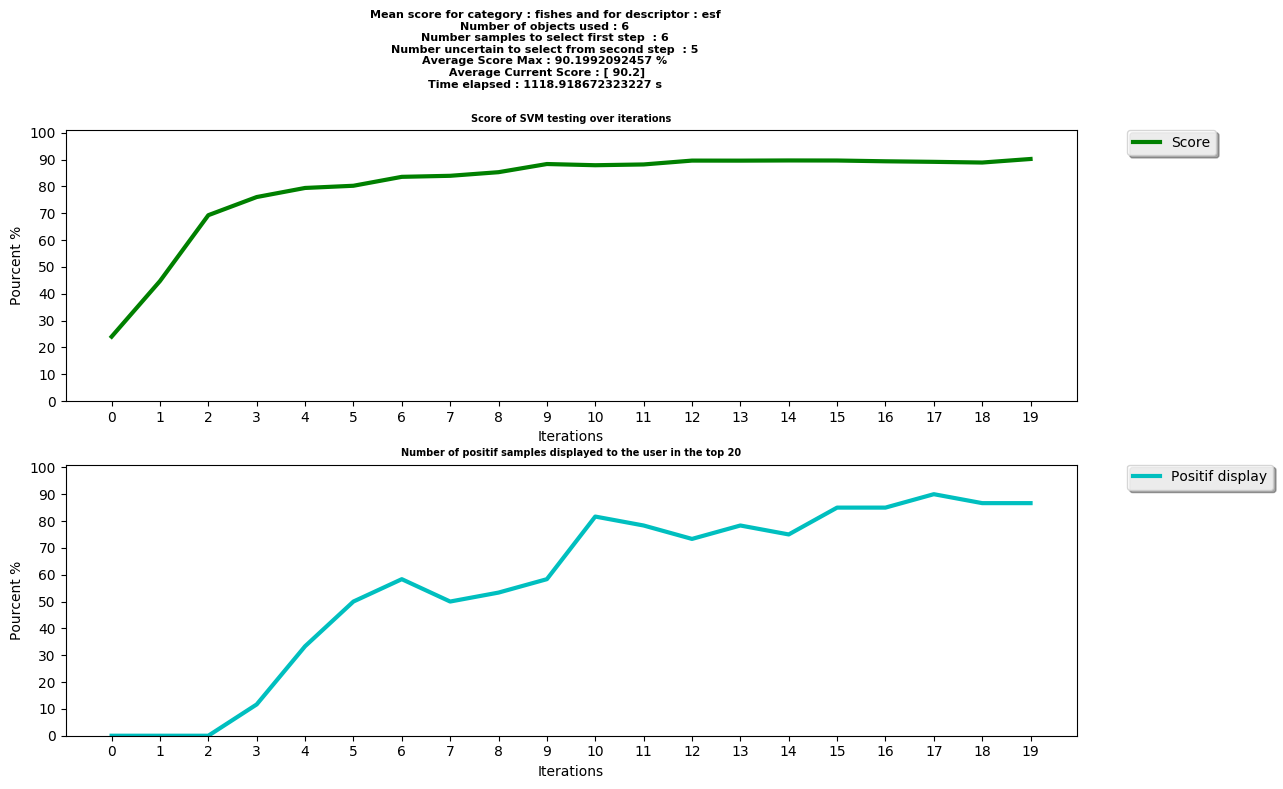 Mean score for category : fishes and for descriptor : esf
Number of objects used : 6
Number samples to select first step  : 6
Number uncertain to select from second step  : 5
Average Score Max : 90.1992092457 %
Average Current Score : [ 90.2]
Time elapsed : 1118.918672323227 s
Score of SVM testing over iterations
100
90
80
70
60
50
40
30
20
10
0
Pourcent %
0 1 2 3 4 5 6 7 8 9 10 11 12 13 14 15 16 17 18 19
Iterations
Score
Number of positif samples displayed to the user in the top 20
100
90
80
70
60
50
40
30
20
10
0
Pourcent %
0 1 2 3 4 5 6 7 8 9 10 11 12 13 14 15 16 17 18 19
Iterations
Positif display